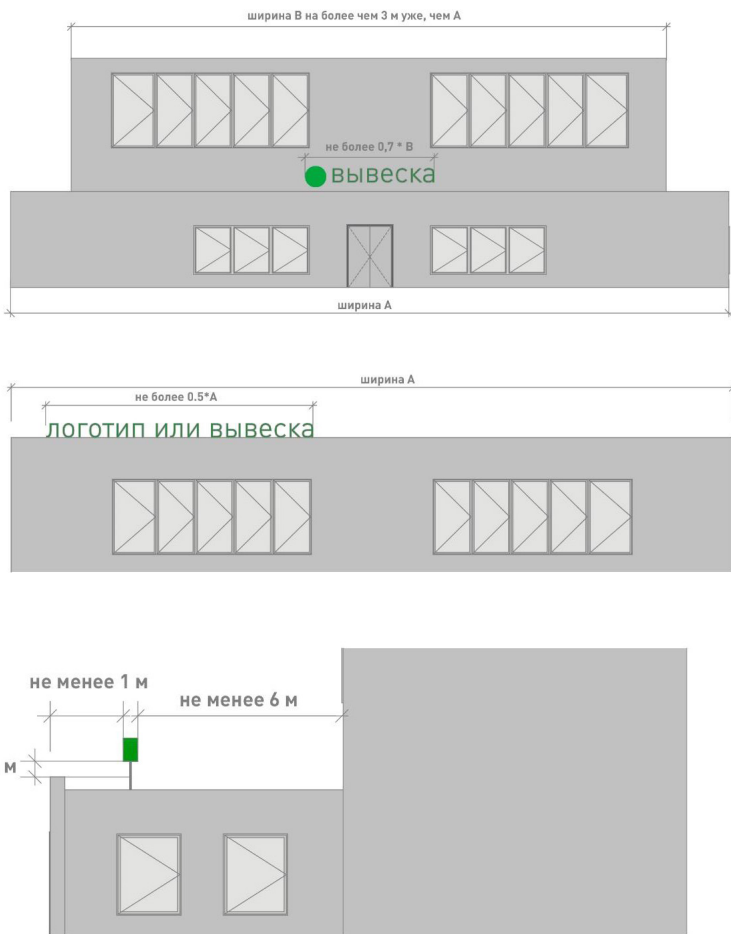 ширина В на более чем 3 м уже, чем А
не более 0,7 * В
вывеска
ширина А
ширина А
не более 0.5*А
логотип или вывеска
не менее 1 м
не менее 6 м
м